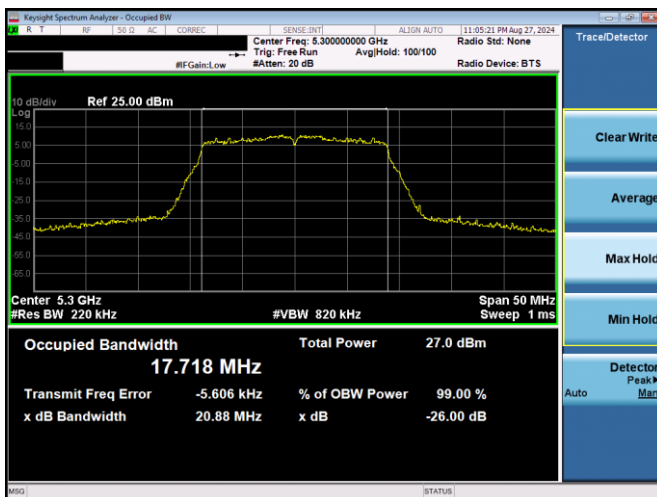 Keysight Spectrum Analyzer - Occupied BW
R T RF 50 Ω AC CORREC SENSE:INT ALIGN AUTO 11:05:21 PM Aug 27, 2024
Center Freq: 5.300000000 GHz Radio Std: None
Trig: Free Run Avg|Hold: 100/100
#IFGain:Low #Atten: 20 dB Radio Device: BTS
10 dB/div Ref 25.00 dBm
Log
15.0
5.00
-5.00
-15.0
-25.0
-35.0
-45.0
-55.0
-65.0
Center 5.3 GHz Span 50 MHz
#Res BW 220 kHz #VBW 820 kHz Sweep 1 ms
Occupied Bandwidth Total Power 27.0 dBm
17.718 MHz
Transmit Freq Error -5.606 kHz % of OBW Power 99.00 %
x dB Bandwidth 20.88 MHz x dB -26.00 dB
MSG STATUS
Trace/Detector
Clear Write
Average
Max Hold
Min Hold
Detector
Peak
Auto Man